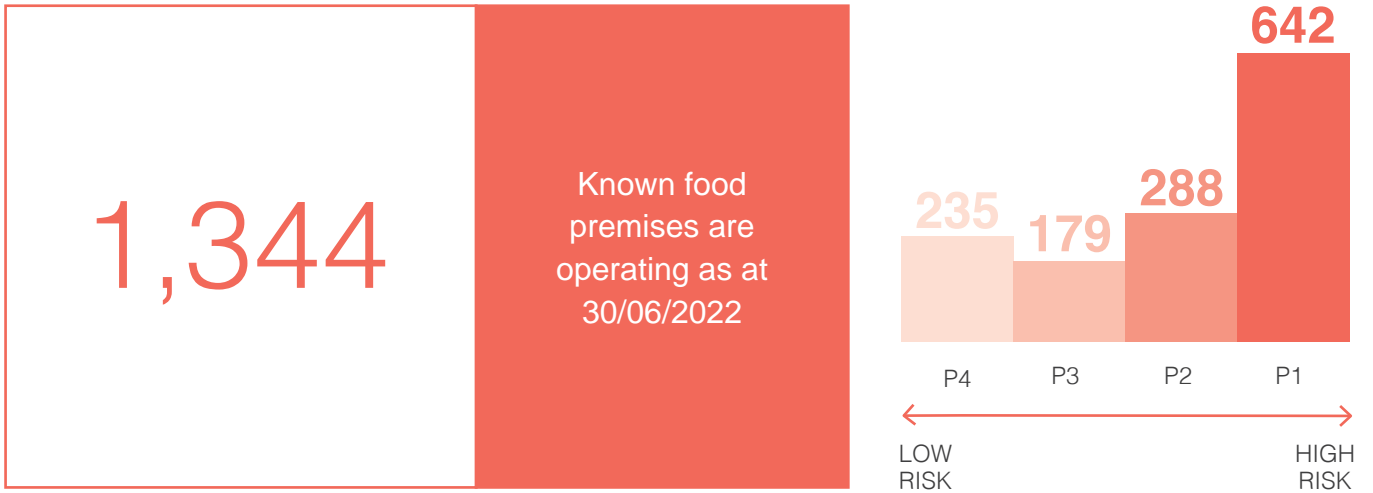 1,344
Known food
premises are
operating as at
30/06/2022
235
179
288
642
P4
P3
P2
P1
LOW
RISK
HIGH
RISK